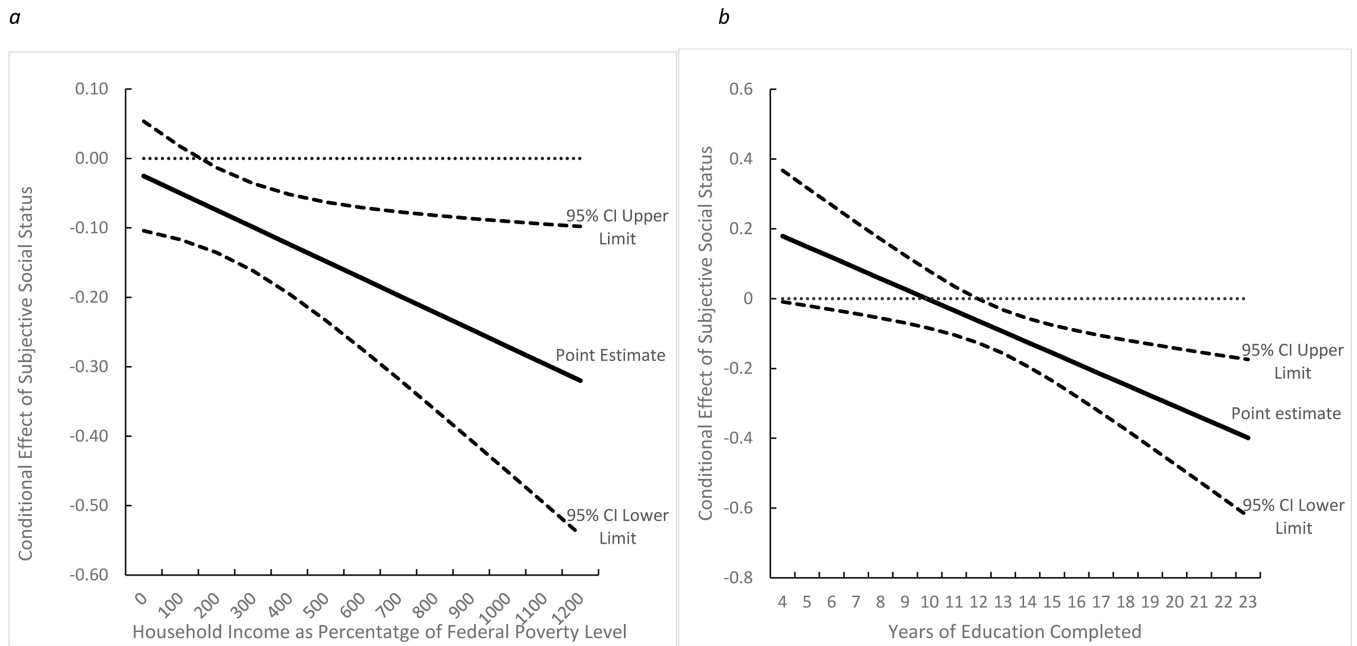 a
b
Conditional Effect of Subjective Social Status
0.10
0.00
-0.10
-0.20
-0.30
-0.40
-0.50
-0.60
95% CI Upper
Limit
Point Estimate
95% CI Lower
Limit
0 100 200 300 400 500 600 700 800 900 1000 1100 1200
Household Income as Percentatge of Federal Poverty Level
Conditional Effect of Subjective Social Status
0.6
0.4
0.2
0
-0.2
-0.4
-0.6
-0.8
95% CI Upper
Limit
Point estimate
95% CI Lower
Limit
4 5 6 7 8 9 10 11 12 13 14 15 16 17 18 19 20 21 22 23
Years of Education Completed